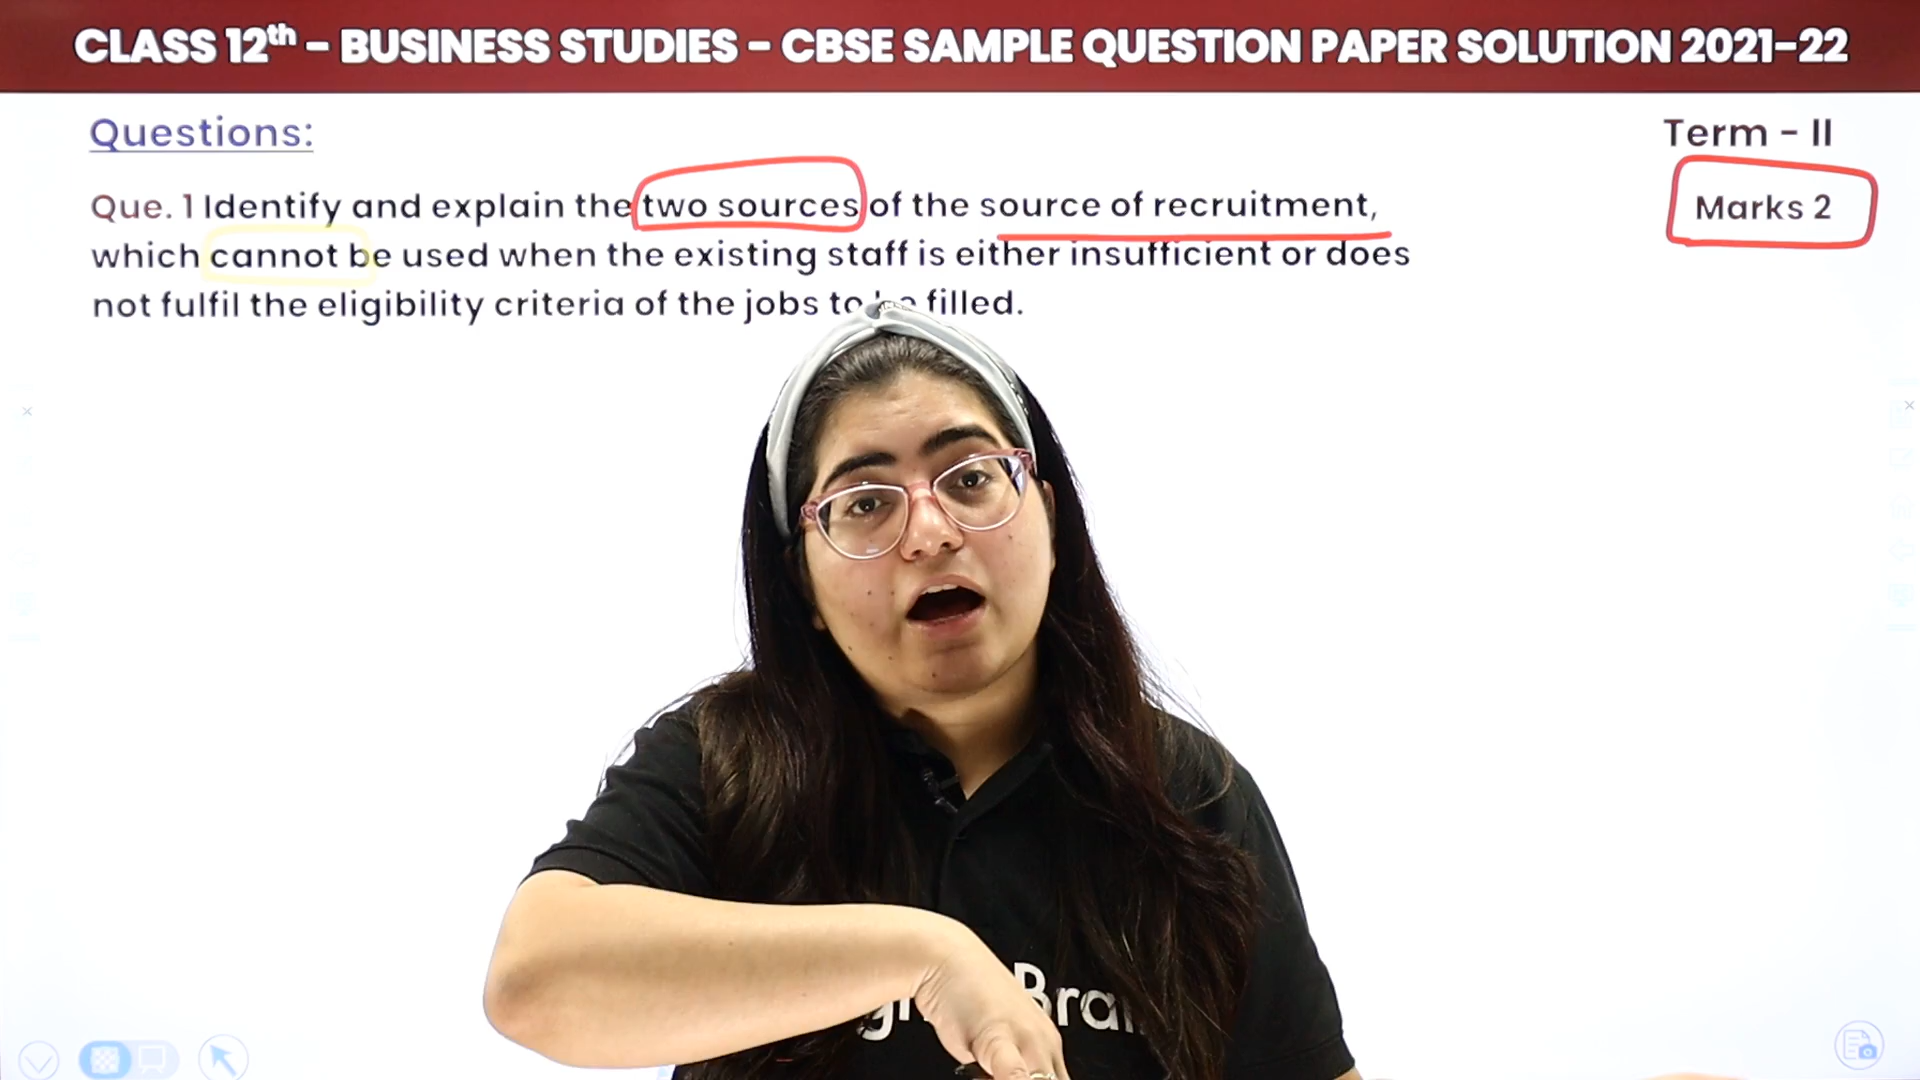 CLASS 12th – BUSINESS STUDIES – CBSE SAMPLE QUESTION PAPER SOLUTION 2021-22
Questions:
Term - II
Que. 1 Identify and explain the two sources of the source of recruitment,
Marks 2
which cannot be used when the existing staff is either insufficient or does
not fulfil the eligibility criteria of the jobs to be filled.